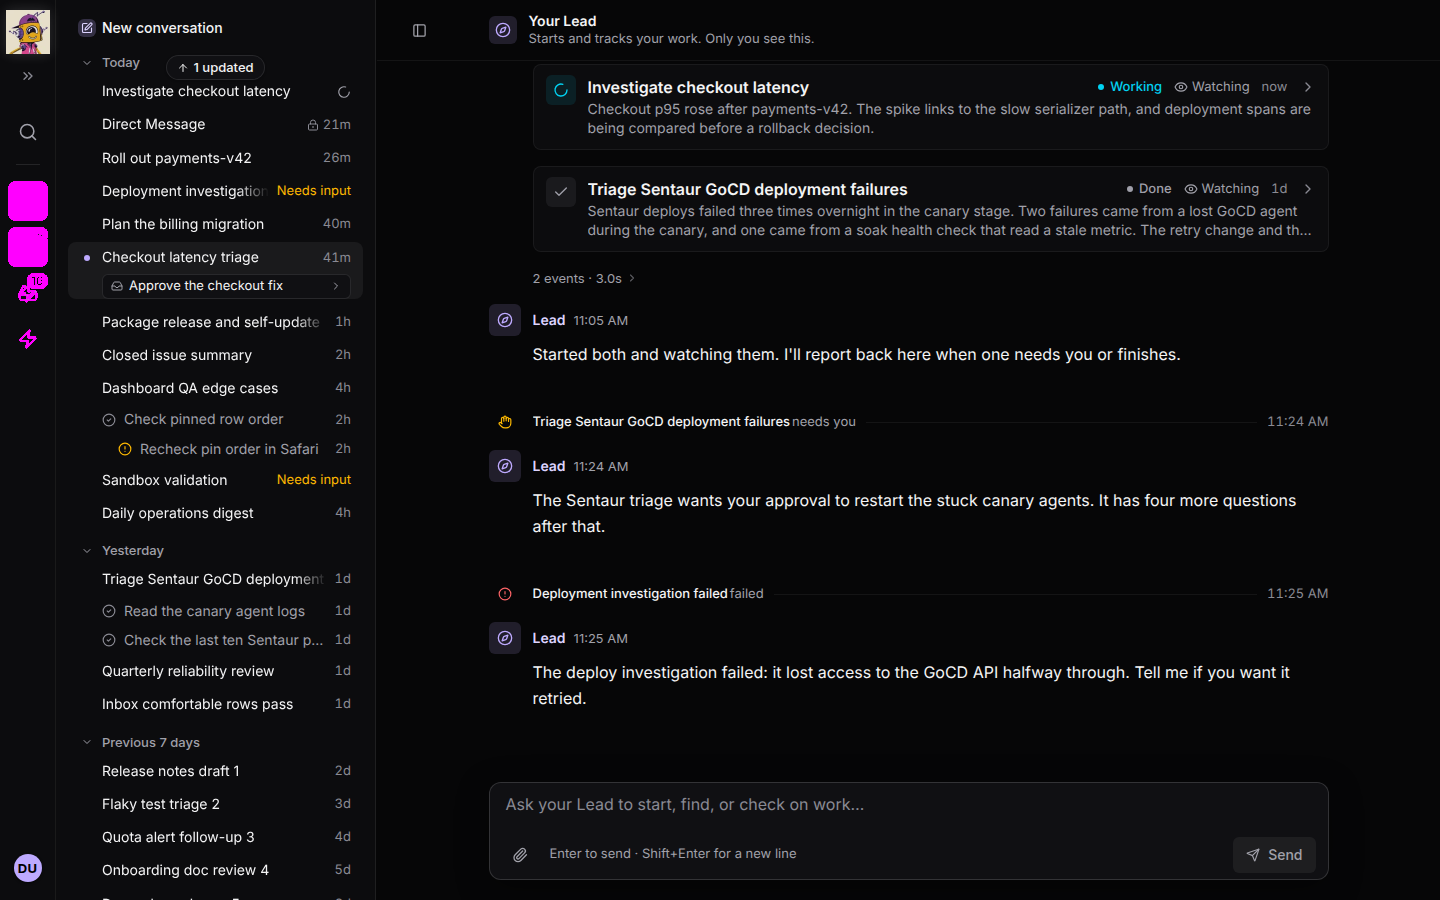 New conversation
Today
1 updated
Investigate checkout latency
Direct Message 21m
Roll out payments-v42 26m
Deployment investigation Needs input
Plan the billing migration 40m
Checkout latency triage 41m
Approve the checkout fix
Package release and self-update 1h
Closed issue summary 2h
Dashboard QA edge cases 4h
Check pinned row order 2h
Recheck pin order in Safari 2h
Sandbox validation Needs input
Daily operations digest 4h
Yesterday
Triage Sentaur GoCD deployment 1d
Read the canary agent logs 1d
Check the last ten Sentaur p... 1d
Quarterly reliability review 1d
Inbox comfortable rows pass 1d
Previous 7 days
Release notes draft 1 2d
Flaky test triage 2 3d
Quota alert follow-up 3 4d
Onboarding doc review 4 5d
DU
Your Lead
Starts and tracks your work. Only you see this.
Investigate checkout latency Working Watching now
Checkout p95 rose after payments-v42. The spike links to the slow serializer path, and deployment spans are
being compared before a rollback decision.
Triage Sentaur GoCD deployment failures Done Watching 1d
Sentaur deploys failed three times overnight in the canary stage. Two failures came from a lost GoCD agent
during the canary, and one came from a soak health check that read a stale metric. The retry change and th...
2 events · 3.0s
Lead 11:05 AM
Started both and watching them. I'll report back here when one needs you or finishes.
Triage Sentaur GoCD deployment failures needs you 11:24 AM
Lead 11:24 AM
The Sentaur triage wants your approval to restart the stuck canary agents. It has four more questions
after that.
Deployment investigation failed failed 11:25 AM
Lead 11:25 AM
The deploy investigation failed: it lost access to the GoCD API halfway through. Tell me if you want it
retried.
Ask your Lead to start, find, or check on work...
Enter to send · Shift+Enter for a new line
Send